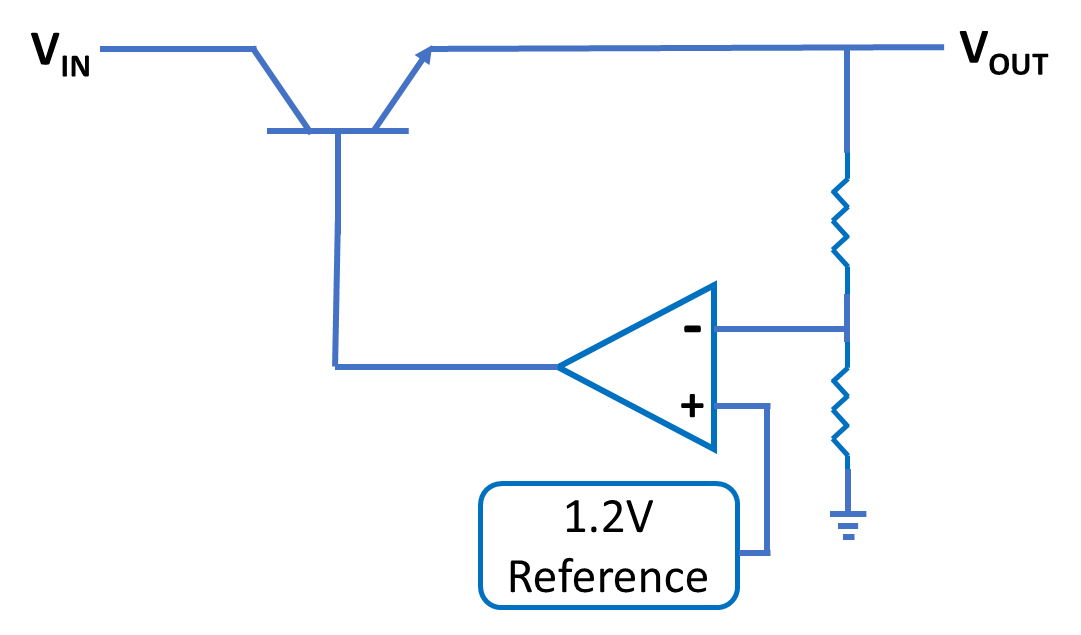 VIN
VOUT
-
+
1.2V
Reference